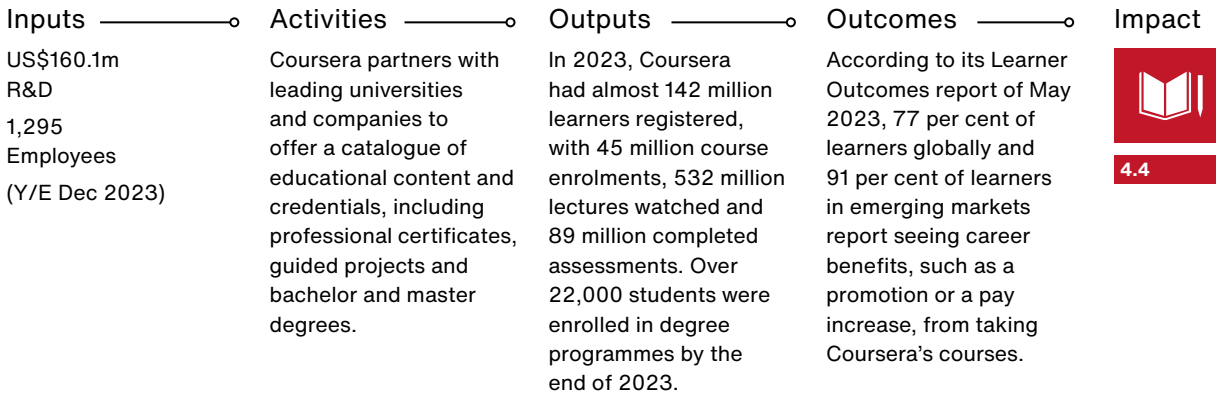 Inputs
US$160.1m
R&D
1,295
Employees
(Y/E Dec 2023)
Activities
Coursera partners with
leading universities
and companies to
offer a catalogue of
educational content and
credentials, including
professional certificates,
guided projects and
bachelor and master
degrees.
Outputs
In 2023, Coursera
had almost 142 million
learners registered,
with 45 million course
enrolments, 532 million
lectures watched and
89 million completed
assessments. Over
22,000 students were
enrolled in degree
programmes by the
end of 2023.
Outcomes
According to its Learner
Outcomes report of May
2023, 77 per cent of
learners globally and
91 per cent of learners
in emerging markets
report seeing career
benefits, such as a
promotion or a pay
increase, from taking
Coursera’s courses.
Impact
4.4